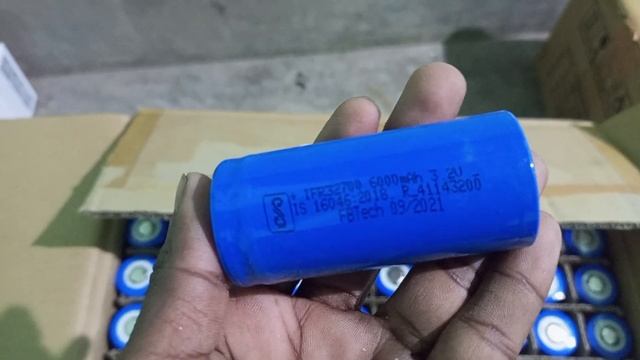 IFR32700 6000mAh 3.2V
IS 16046:2018, R-41143200
FBTech 09/2021